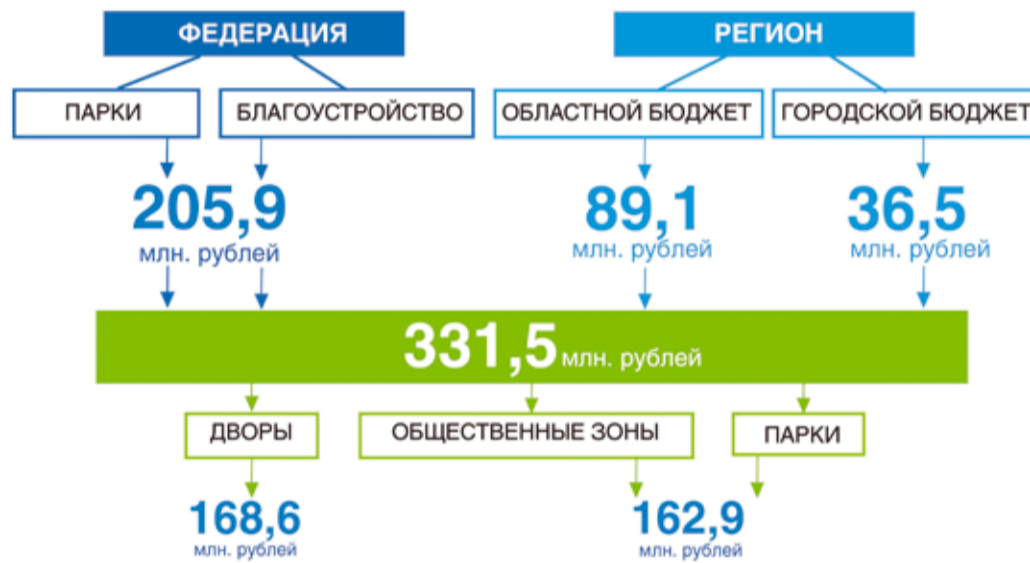 ФЕДЕРАЦИЯ
РЕГИОН
ПАРКИ
БЛАГОУСТРОЙСТВО
ОБЛАСТНОЙ БЮДЖЕТ
ГОРОДСКОЙ БЮДЖЕТ
205,9
млн. рублей
89,1
млн. рублей
36,5
млн. рублей
331,5 млн. рублей
ДВОРЫ
ОБЩЕСТВЕННЫЕ ЗОНЫ
ПАРКИ
168,6
млн. рублей
162,9
млн. рублей